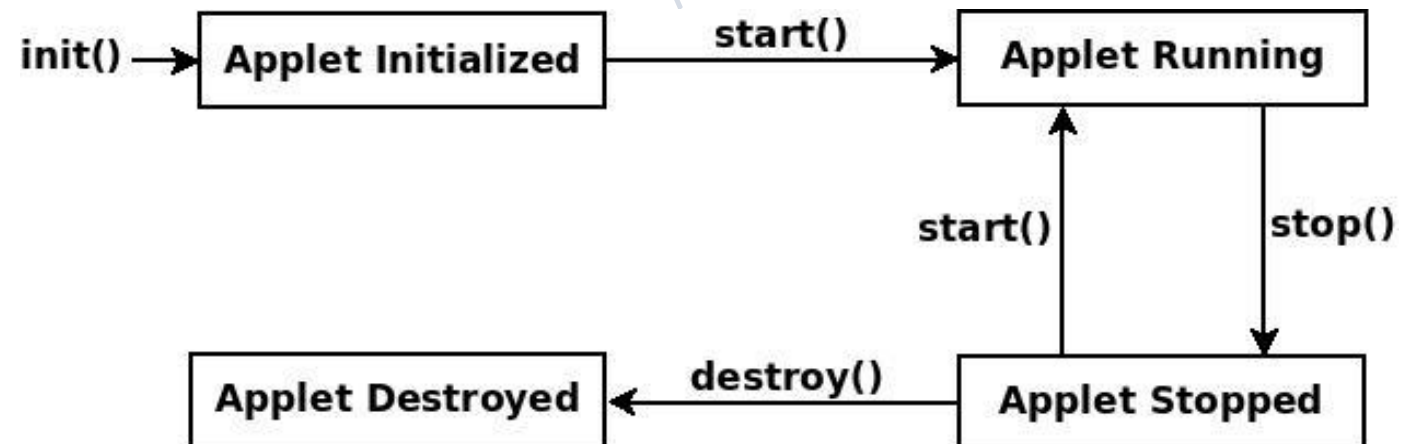 init()
Applet Initialized
start()
Applet Running
start()
stop()
Applet Destroyed
destroy()
Applet Stopped